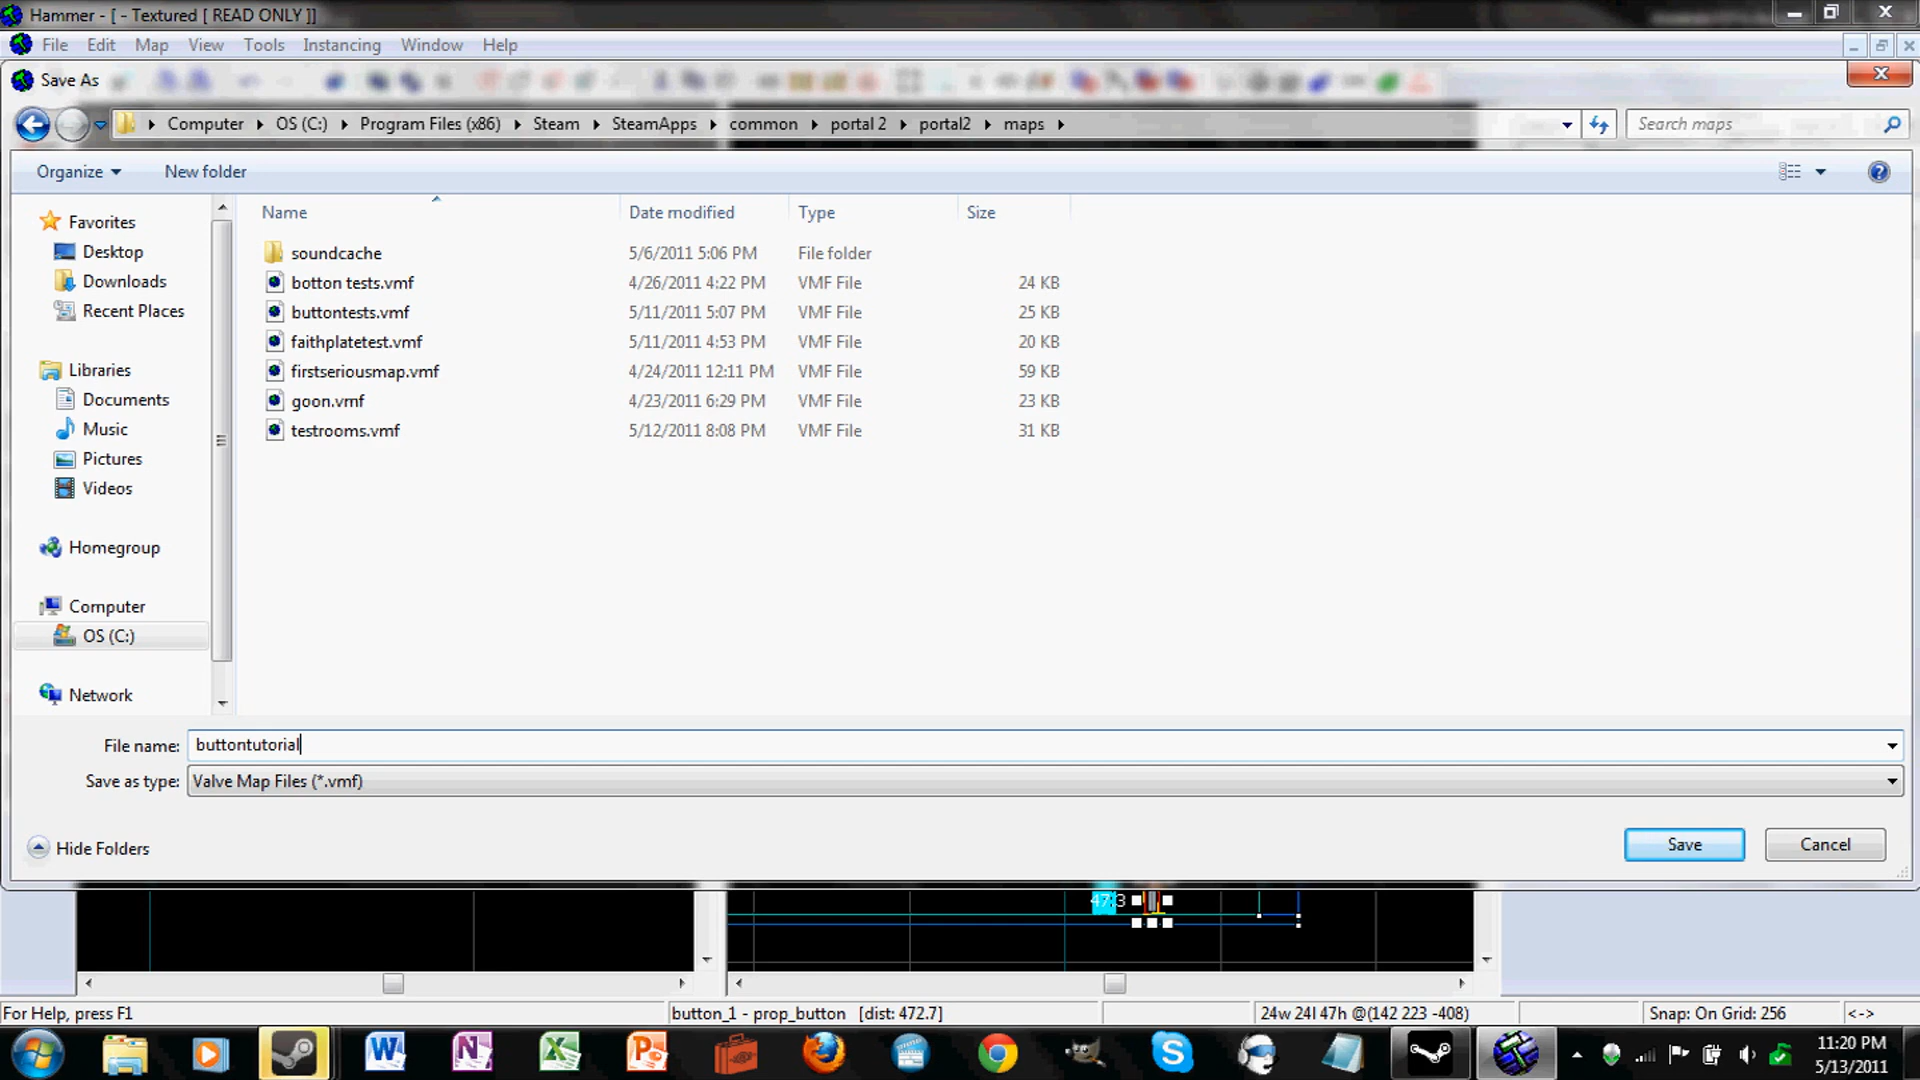 Hammer - [ - Textured [ READ ONLY ]]
File Edit Map View Tools Instancing Window Help
Save As
Computer OS (C:) Program Files (x86) Steam SteamApps common portal 2 portal2 maps
Search maps
Organize New folder
Name Date modified Type Size
Favorites
Desktop
Downloads
Recent Places
Libraries
Documents
Music
Pictures
Videos
Homegroup
Computer
OS (C:)
Network
soundcache 5/6/2011 5:06 PM File folder
botton tests.vmf 4/26/2011 4:22 PM VMF File 24 KB
buttontests.vmf 5/11/2011 5:07 PM VMF File 25 KB
faithplatetest.vmf 5/11/2011 4:53 PM VMF File 20 KB
firstseriousmap.vmf 4/24/2011 12:11 PM VMF File 59 KB
goon.vmf 4/23/2011 6:29 PM VMF File 23 KB
testrooms.vmf 5/12/2011 8:08 PM VMF File 31 KB
File name: buttontutorial
Save as type: Valve Map Files (*.vmf)
Hide Folders
Save Cancel
47.3
For Help, press F1
button_1 - prop_button [dist: 472.7]
24w 24l 47h @(142 223 -408)
Snap: On Grid: 256
<->
11:20 PM
5/13/2011